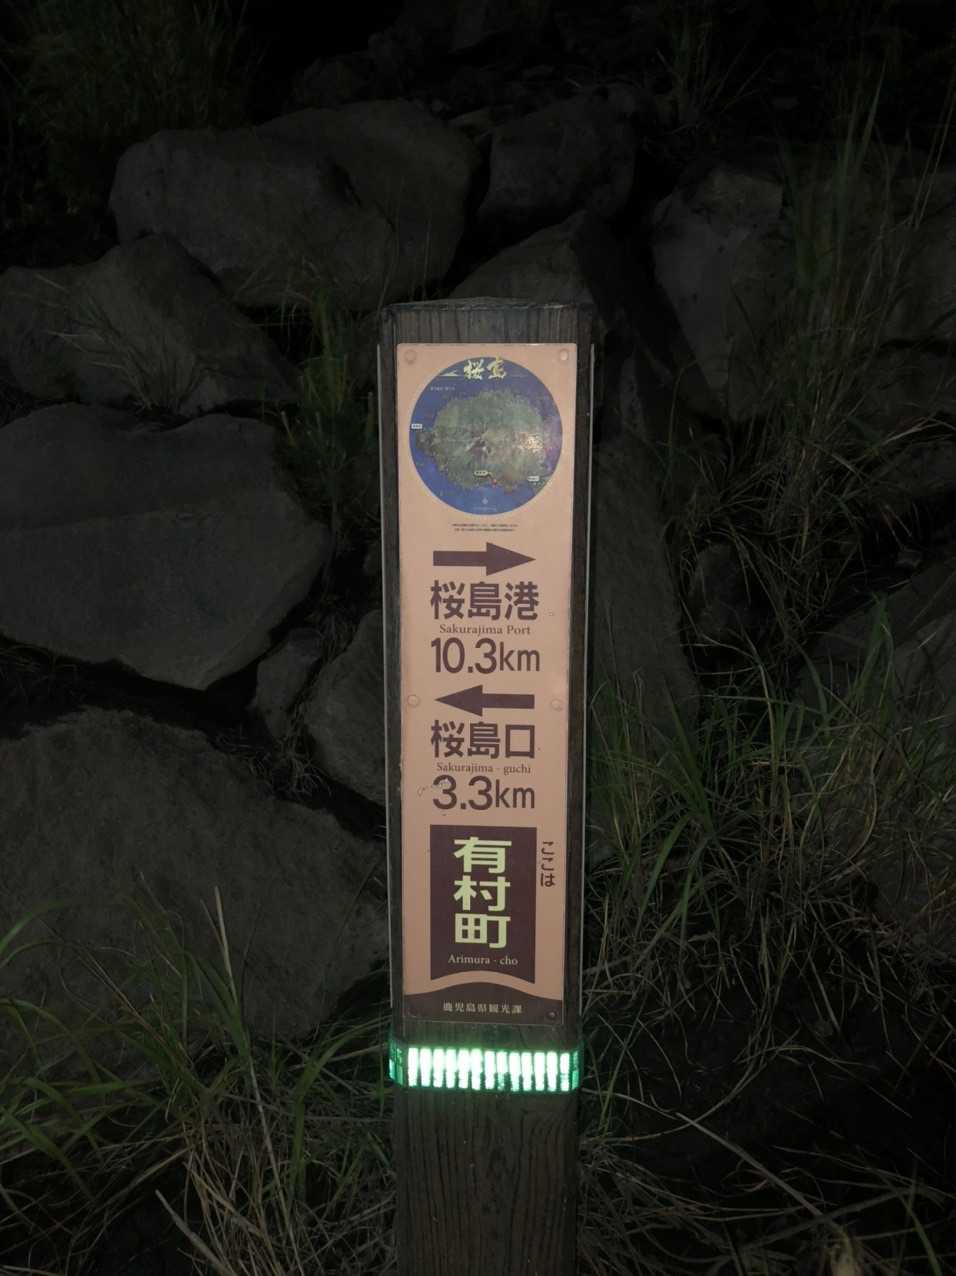 桜島
桜島港
Sakurajima Port
10.3km
桜島口
Sakurajima - guchi
3.3km
ここは
有村町
Arimura - cho
鹿児島県観光課